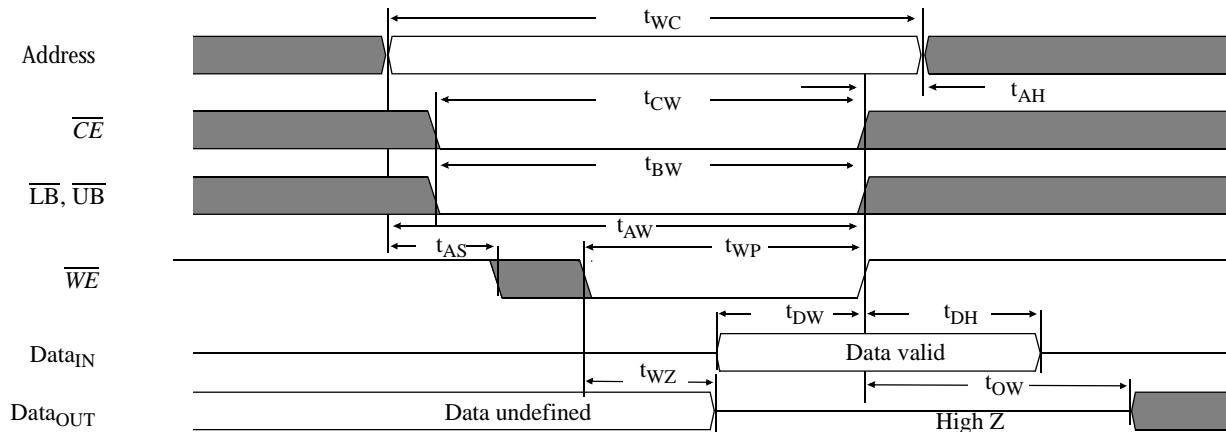 tWC
Address
tCW
tAH
CE
tBW
LB, UB
tAW
tAS
tWP
WE
tDW
tDH
DataIN
Data valid
tWZ
tOW
DataOUT
Data undefined
High Z